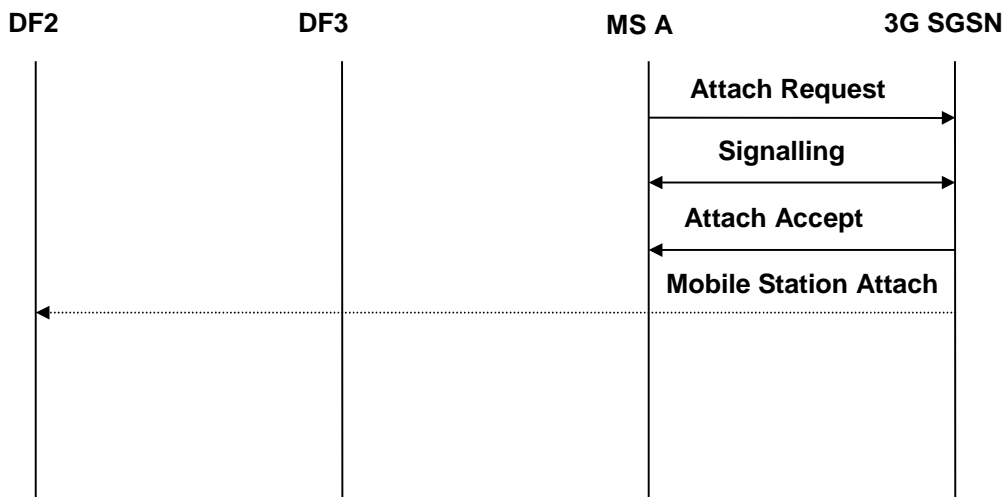 DF2 DF3 MS A 3G SGSN
Attach Request
Signalling
Attach Accept
Mobile Station Attach